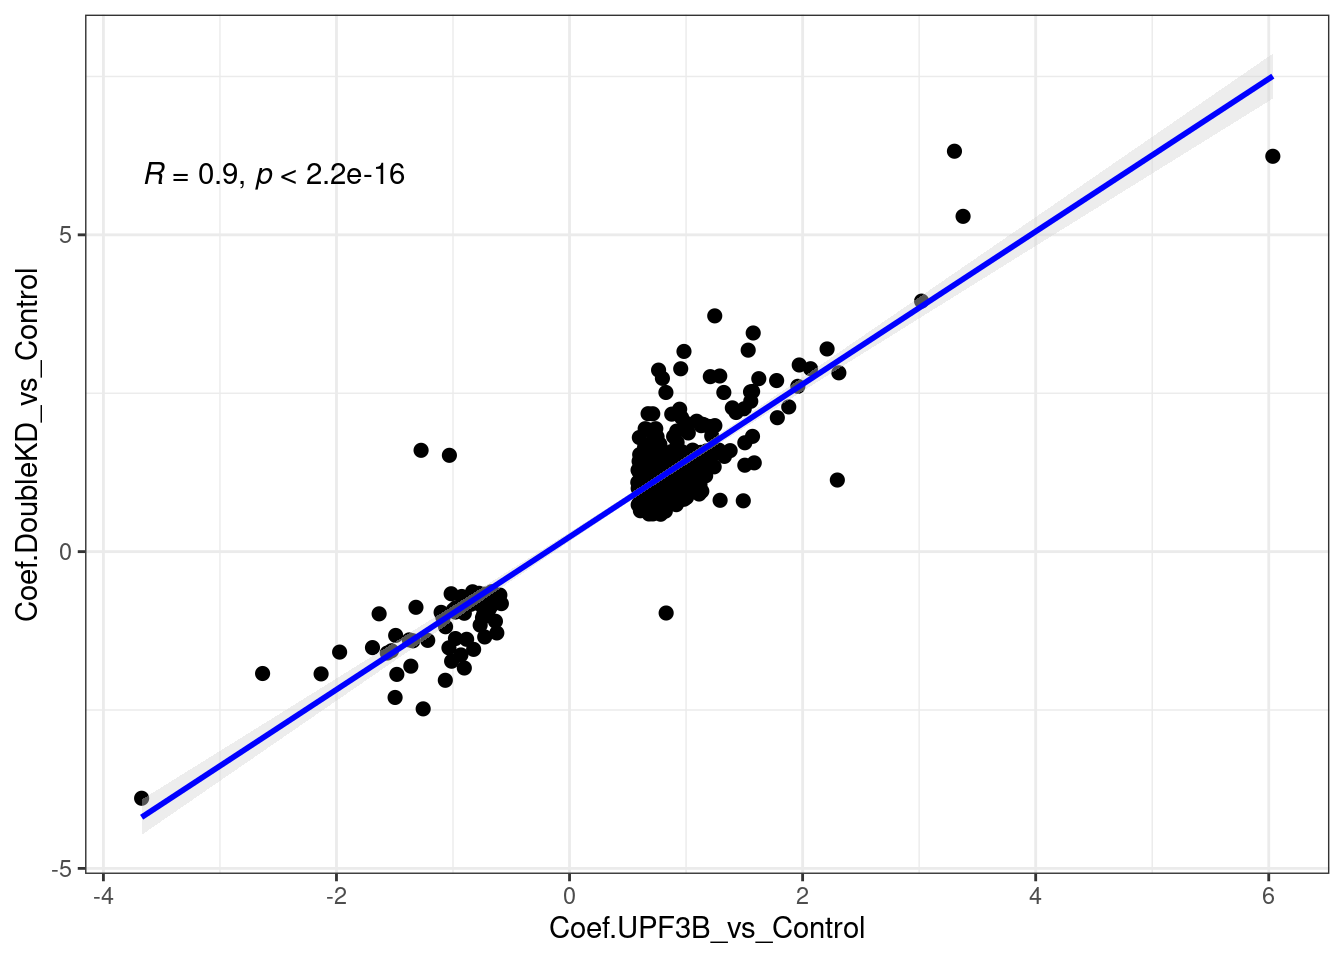 R = 0.9, p < 2.2e-16
Coef.DoubleKD_vs_Control
5
0
-5
-4 -2 0 2 4 6
Coef.UPF3B_vs_Control